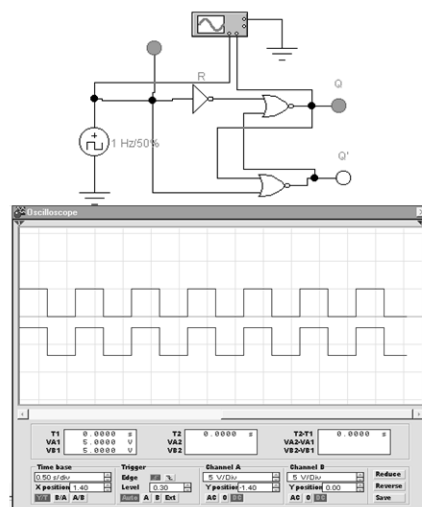 R
Q
1 Hz/50%
Q'
Oscilloscope
T1 0.0000 s
VA1 5.0000 V
VB1 5.0000 V
T2 0.0000 s
VA2
VB2
T2-T1 0.0000 s
VA2-VA1
VB2-VB1
Time base
0.50 s/div
X position 1.40
Y/T B/A A/B
Trigger
Edge
Level 0.30
Auto A B Ext
Channel A
5 V/Div
Y position -1.40
AC 0 DC
Channel B
5 V/Div
Y position 0.00
AC 0 DC
Reduce
Reverse
Save